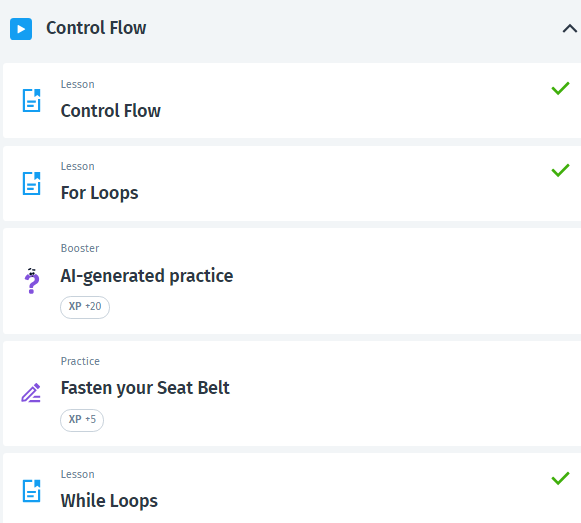 Control Flow
Lesson
Control Flow
Lesson
For Loops
Booster
AI-generated practice
XP +20
Practice
Fasten your Seat Belt
XP +5
Lesson
While Loops